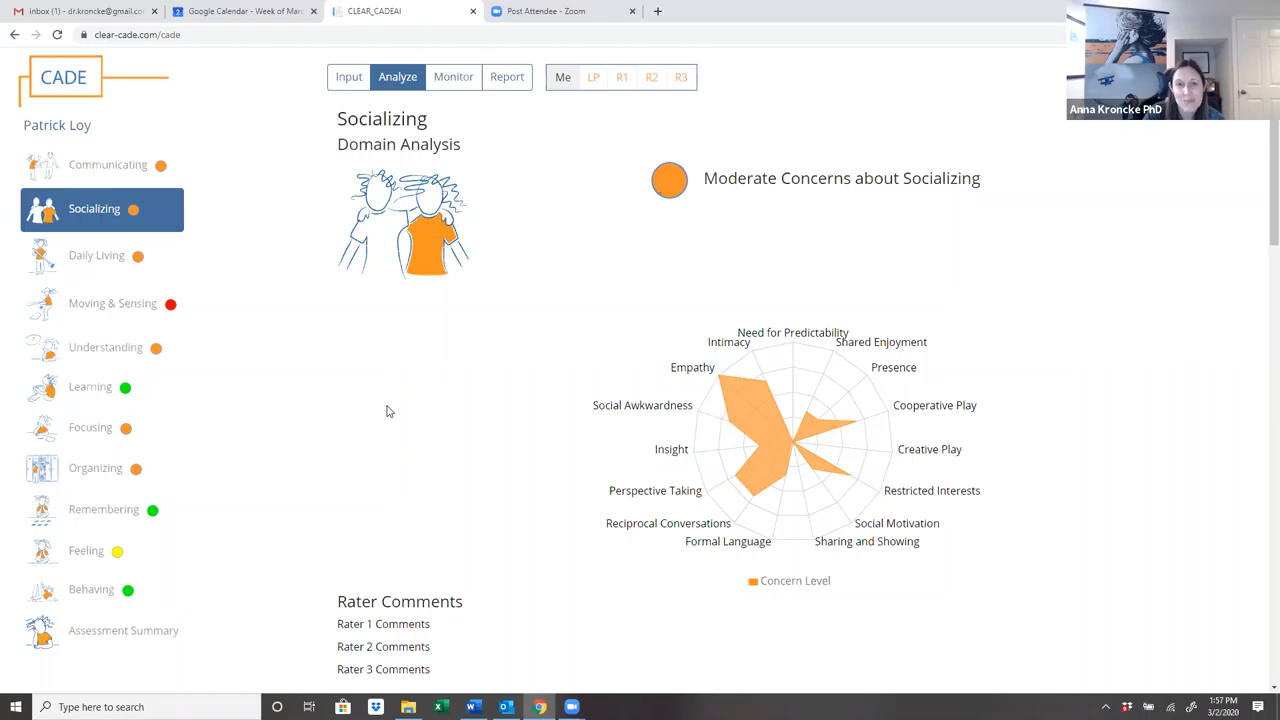 inbox (1) - dr.kroncke@gmail.co
Google Calendar - Week of Marc
CLEAR_CADEAI
Post Attendee - Zoom
clear-cade.com/cade
Anna Kroncke PhD
CADE
Input
Analyze
Monitor
Report
Me
LP
R1
R2
R3
Patrick Loy
Communicating
Socializing
Daily Living
Moving & Sensing
Understanding
Learning
Focusing
Organizing
Remembering
Feeling
Behaving
Assessment Summary
Socializing
Domain Analysis
Moderate Concerns about Socializing
Need for Predictability
Shared Enjoyment
Presence
Cooperative Play
Creative Play
Restricted Interests
Social Motivation
Sharing and Showing
Formal Language
Reciprocal Conversations
Perspective Taking
Insight
Social Awkwardness
Empathy
Intimacy
Concern Level
Rater Comments
Rater 1 Comments
Rater 2 Comments
Rater 3 Comments
Type here to search
1:57 PM
3/2/2020